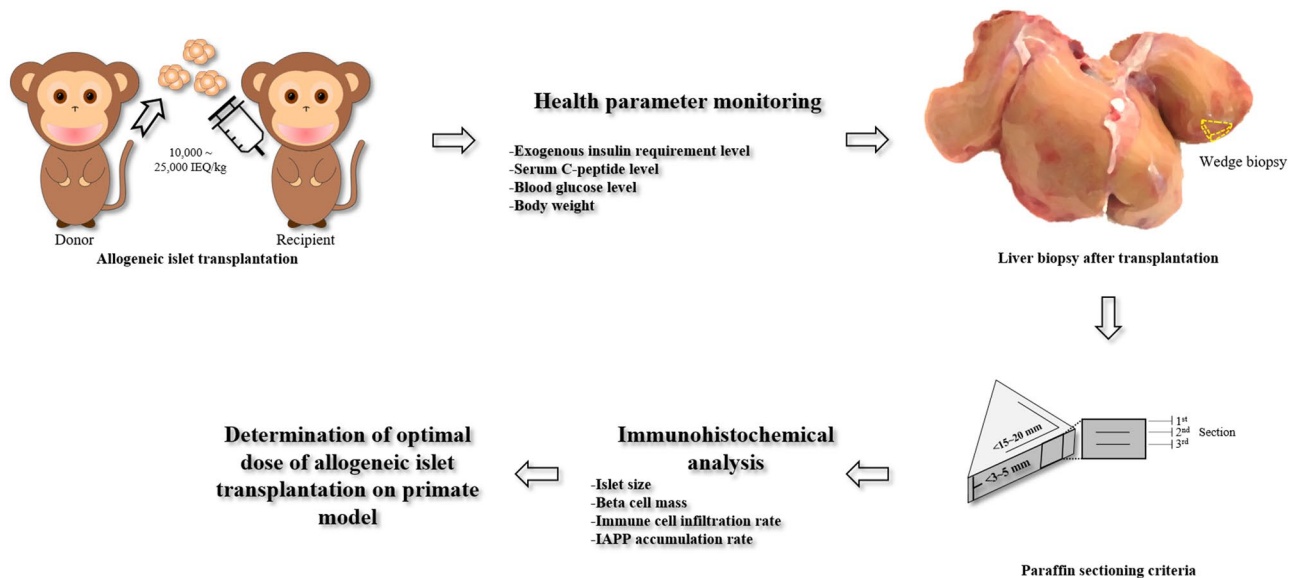 10,000 ~
25,000 IEQ/kg
Donor
Recipient
Allogeneic islet transplantation
Health parameter monitoring
-Exogenous insulin requirement level
-Serum C-peptide level
-Blood glucose level
-Body weight
Wedge biopsy
Liver biopsy after transplantation
<15~20 mm
<3~5 mm
1st
2nd
3rd
Section
Paraffin sectioning criteria
Immunohistochemical
analysis
-Islet size
-Beta cell mass
-Immune cell infiltration rate
-IAPP accumulation rate
Determination of optimal
dose of allogeneic islet
transplantation on primate
model